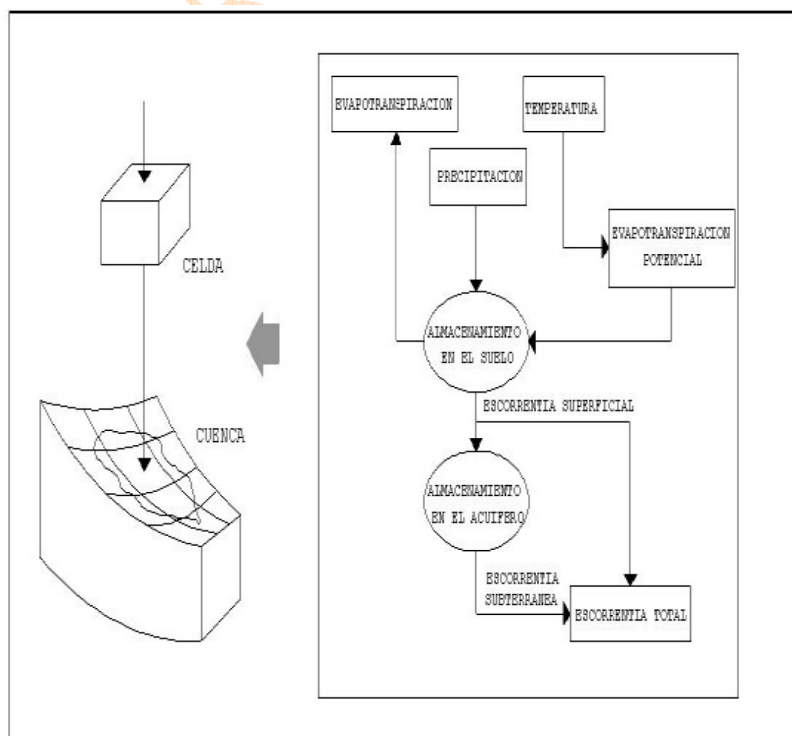 EVAPOTRANSPIRACION
TEMPERATURA
PRECIPITACION
EVAPOTRANSPIRACION
POTENCIAL
CELDA
ALMACENAMIENTO
EN EL SUELO
ESCORRENTIA SUPERFICIAL
CUENCA
ALMACENAMIENTO
EN EL ACUIFERO
ESCORRENTIA
SUBTERRANEA
ESCORRENTIA TOTAL